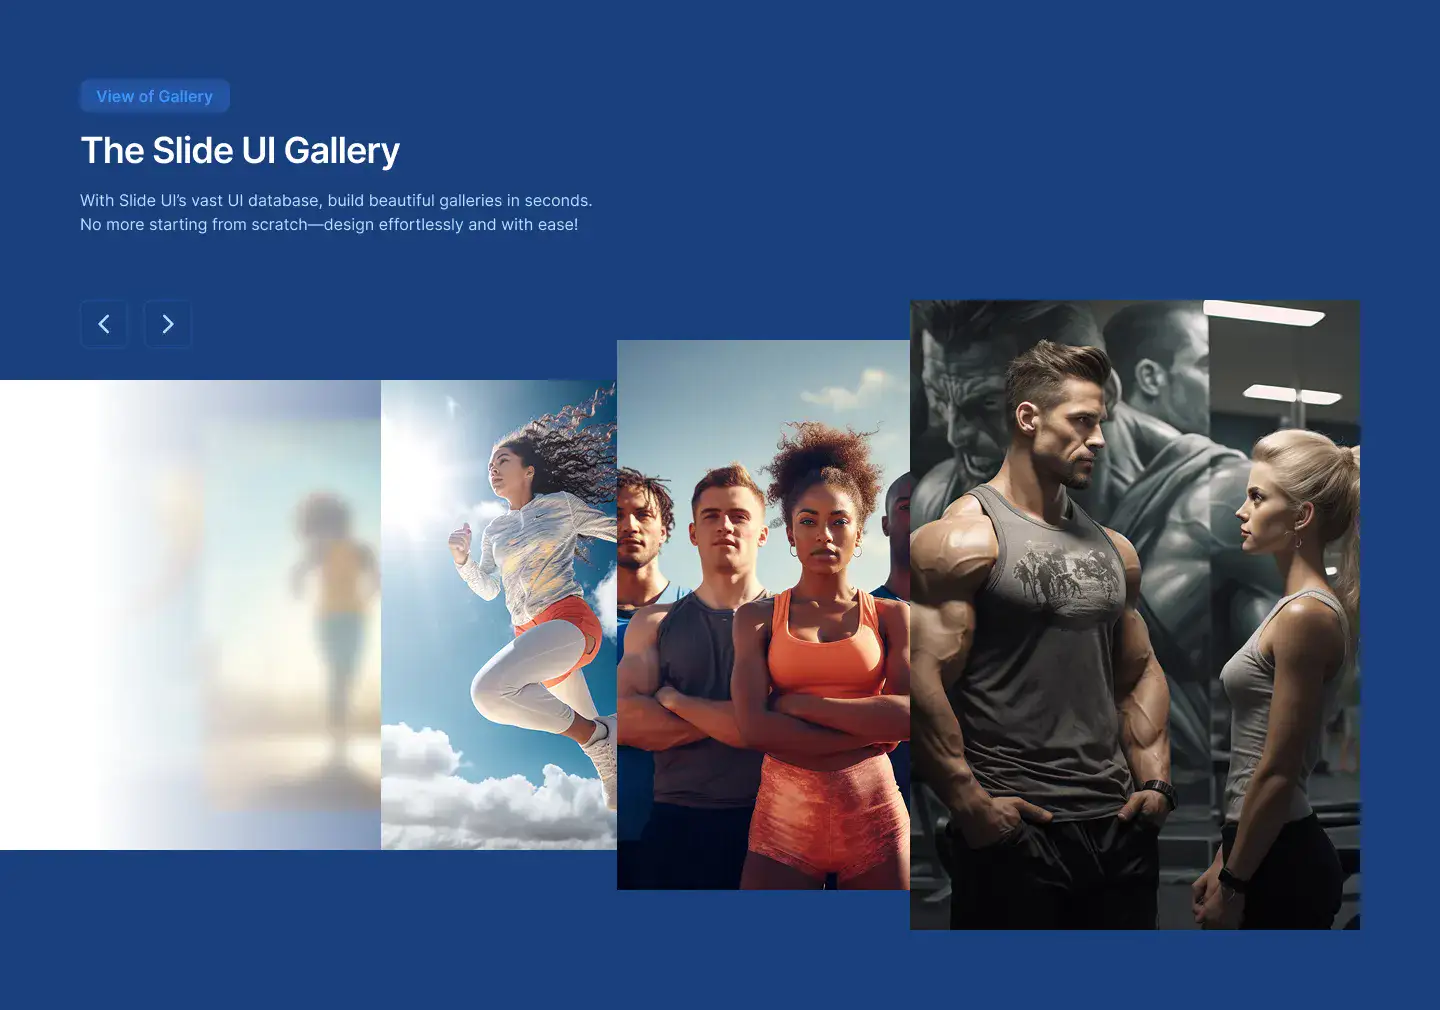 View of Gallery
The Slide UI Gallery
With Slide UI’s vast UI database, build beautiful galleries in seconds.
No more starting from scratch—design effortlessly and with ease!